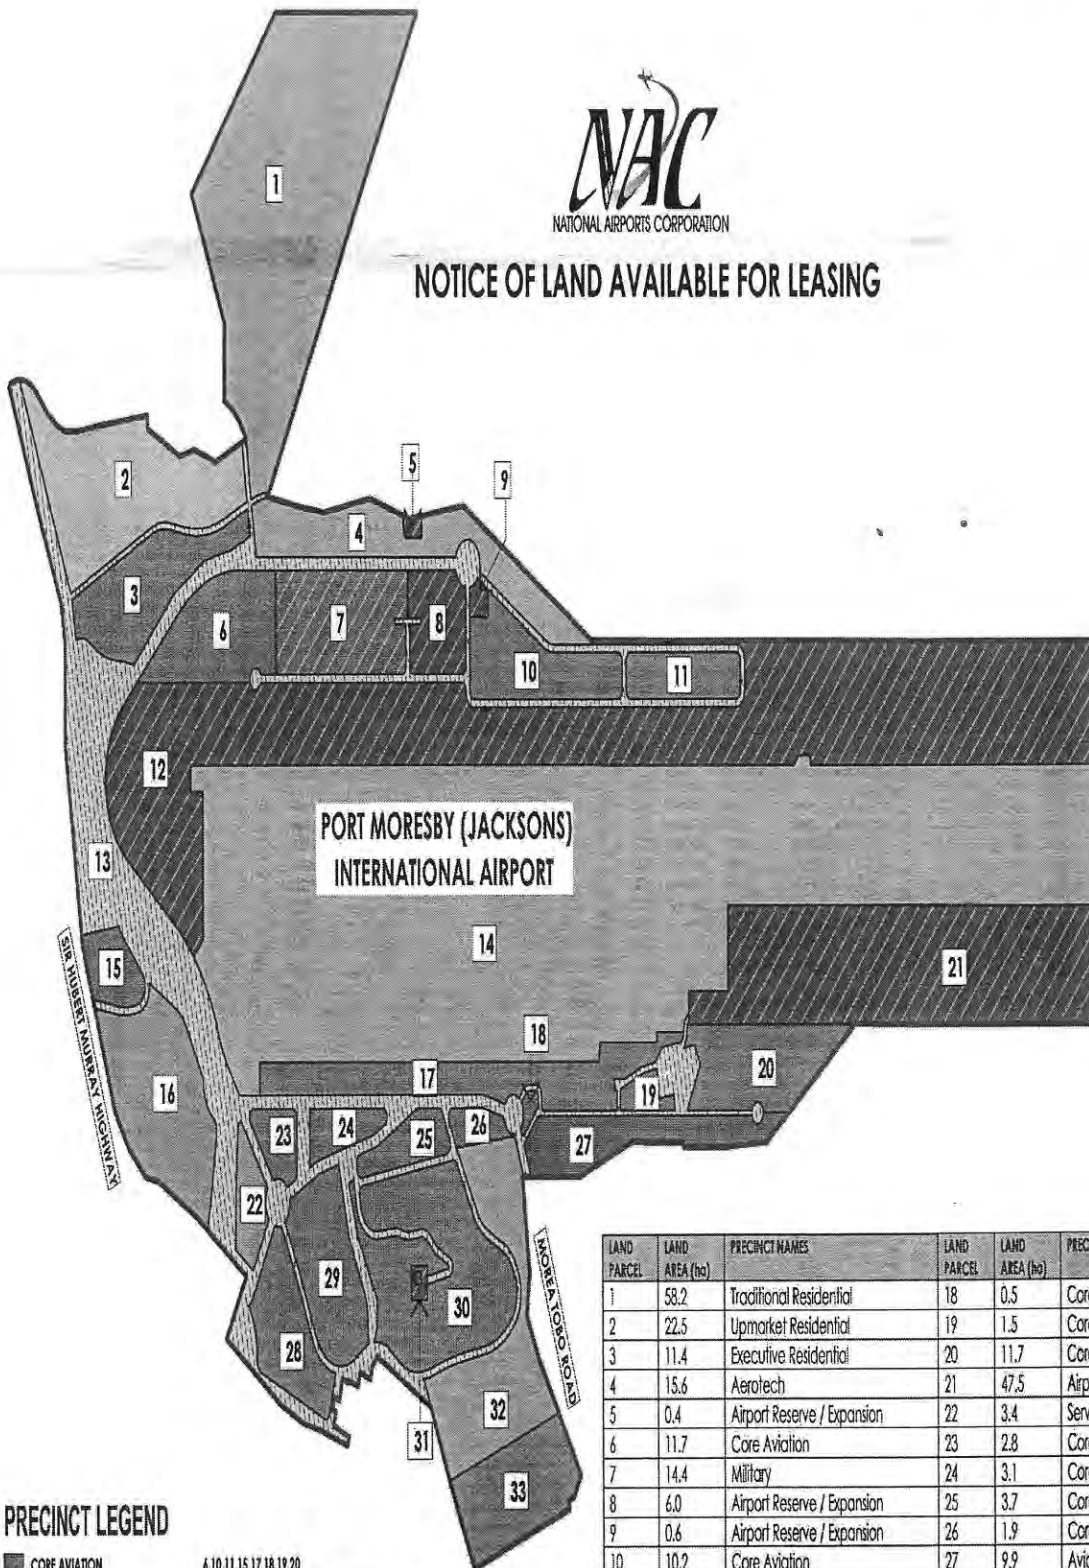 NAC
NATIONAL AIRPORTS CORPORATION
NOTICE OF LAND AVAILABLE FOR LEASING
1
2
5
9
4
3
6
7
8
10
11
12
PORT MORESBY (JACKSONS)
INTERNATIONAL AIRPORT
13
14
SIR HUBERT MURRAY HIGHWAY
15
21
18
16
17
19
20
23
24
25
26
27
22
MOREA TOBO ROAD
29
30
28
32
31
33
LAND PARCEL LAND AREA (ha) PRECINCT NAMES LAND PARCEL LAND AREA (ha)
1 58.2 Traditional Residential 18 0.5
2 22.5 Upmarket Residential 19 1.5
3 11.4 Executive Residential 20 11.7
4 15.6 Aerotech 21 47.5
5 0.4 Airport Reserve / Expansion 22 3.4
6 11.7 Core Aviation 23 2.8
7 14.4 Military 24 3.1
8 6.0 Airport Reserve / Expansion 25 3.7
9 0.6 Airport Reserve / Expansion 26 1.9
10 10.2 Core Aviation 27 9.9
PRECINCT LEGEND
CORE AVIATION 6,10,11,15,17,18,19,20